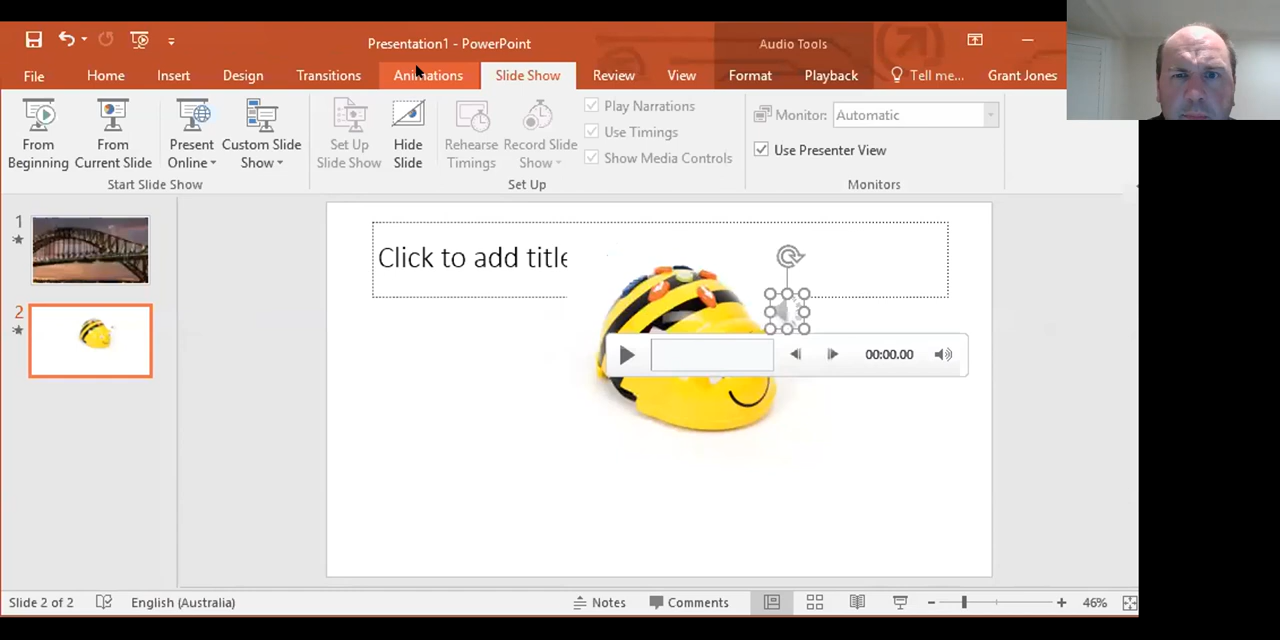 Presentation1 - PowerPoint
Audio Tools
File
Home
Insert
Design
Transitions
Animations
Slide Show
Review
View
Format
Playback
Tell me...
Grant Jones
From Beginning
From Current Slide
Present Online
Custom Slide Show
Set Up Slide Show
Hide Slide
Rehearse Timings
Record Slide Show
Play Narrations
Use Timings
Show Media Controls
Monitor:
Automatic
Use Presenter View
Start Slide Show
Set Up
Monitors
1
2
Click to add title
00:00.00
Slide 2 of 2
English (Australia)
Notes
Comments
46%